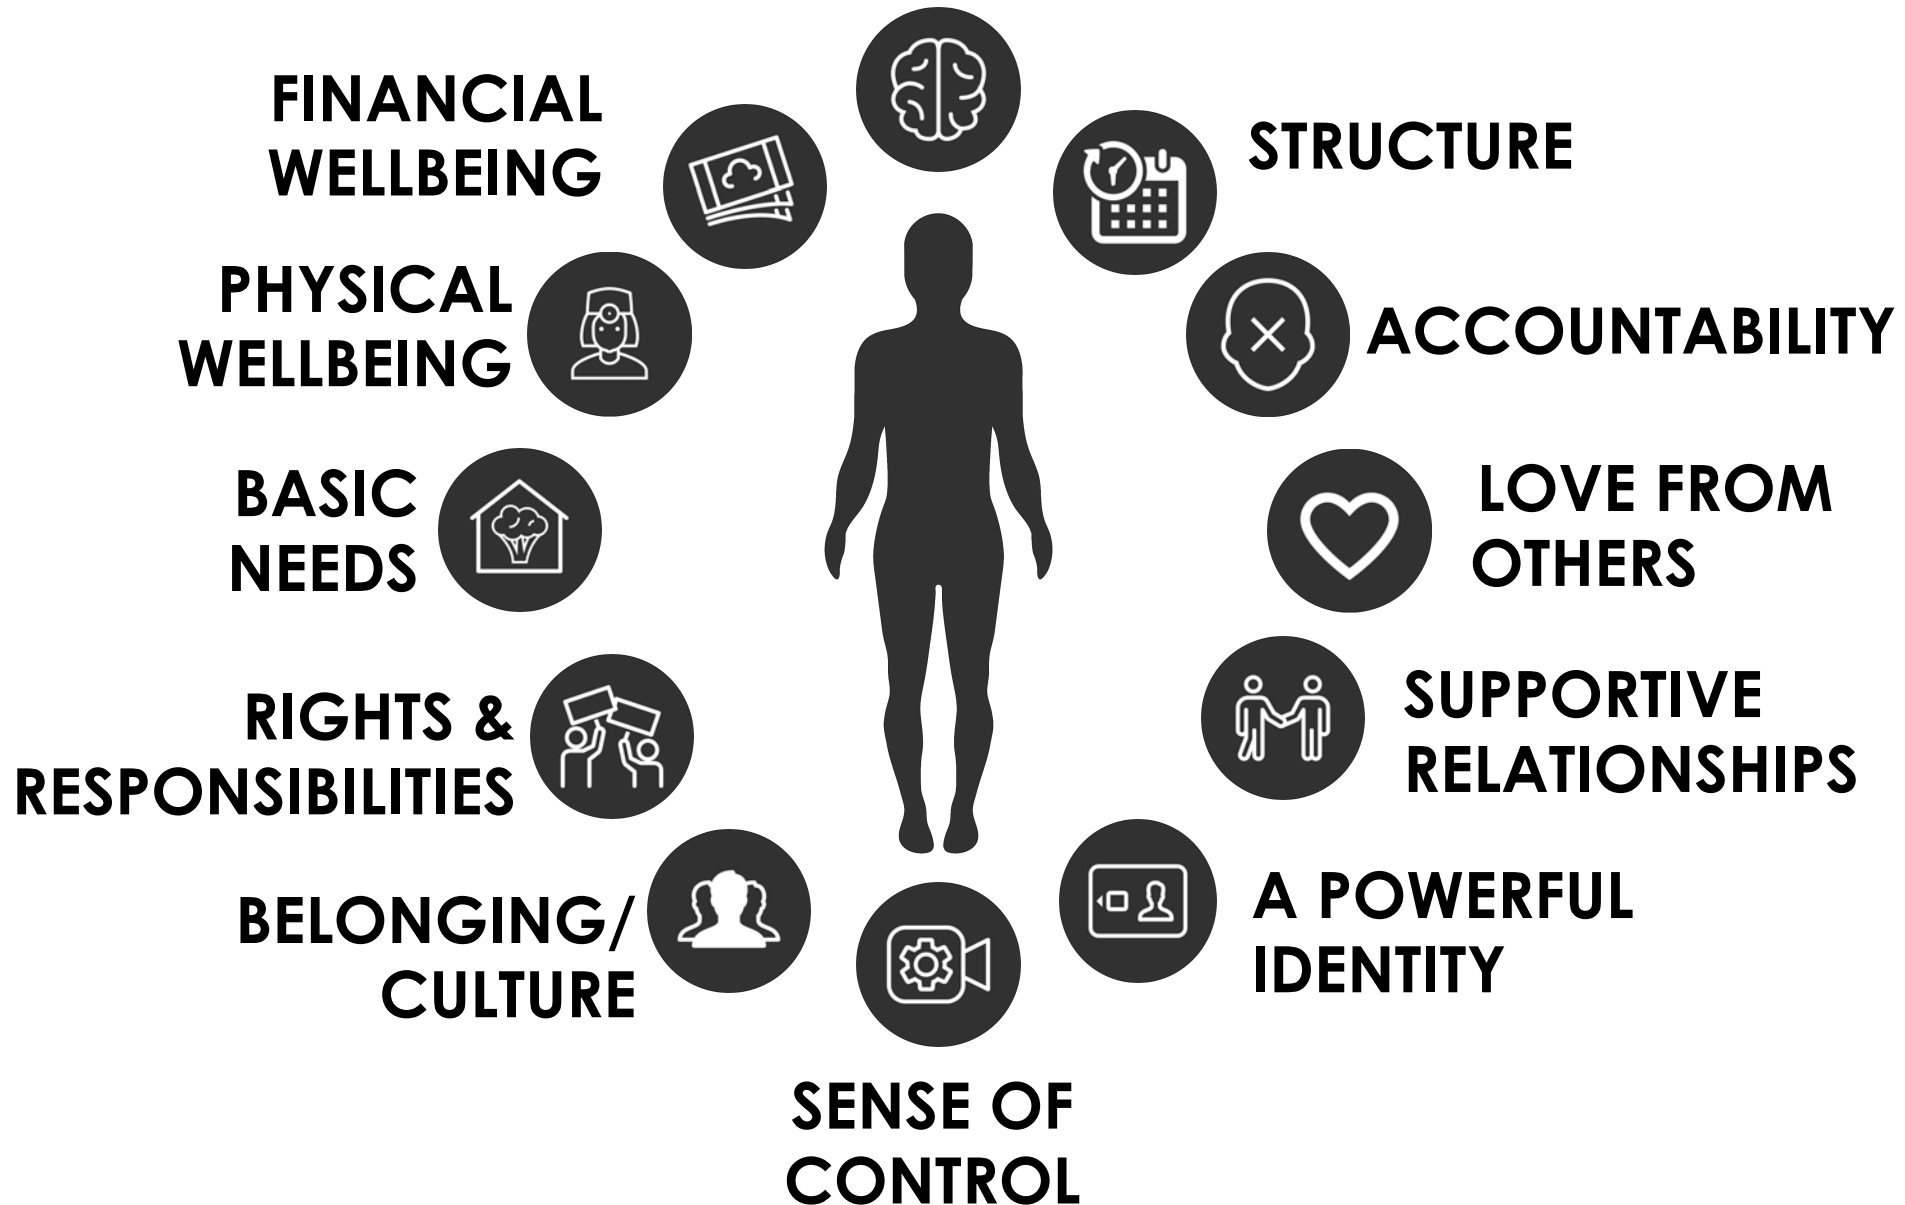 FINANCIAL
WELLBEING
STRUCTURE
PHYSICAL
WELLBEING
ACCOUNTABILITY
BASIC
NEEDS
LOVE FROM
OTHERS
RIGHTS &
RESPONSIBILITIES
SUPPORTIVE
RELATIONSHIPS
BELONGING/
CULTURE
A POWERFUL
IDENTITY
SENSE OF
CONTROL